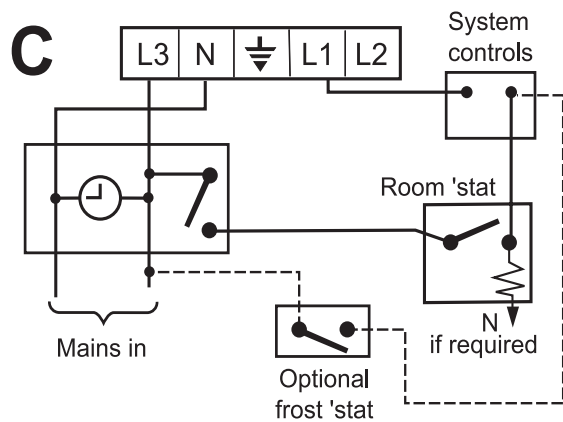 C
L3 N L1 L2
System
controls
Room 'stat
N
if required
Mains in
Optional
frost 'stat